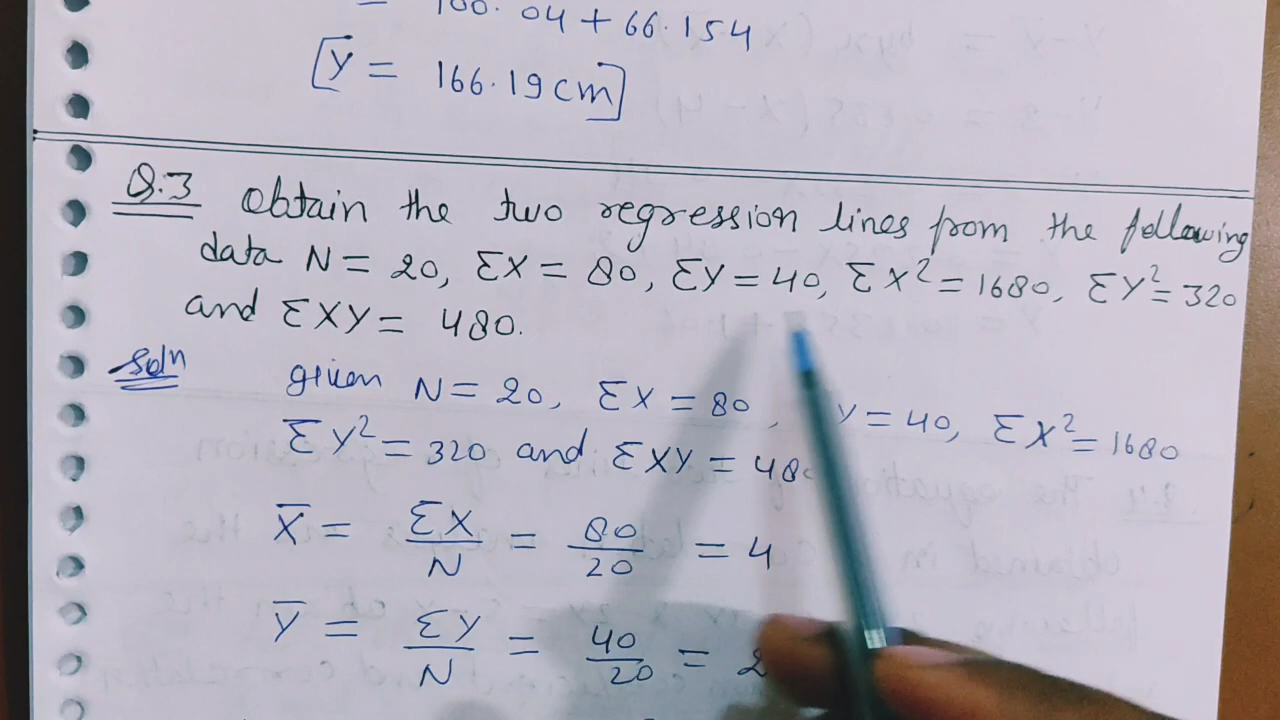 = 100.04 + 66.154
[Y = 166.19 cm]
Q.3 Obtain the two regression lines from the following
data N = 20, ΣX = 80, ΣY = 40, ΣX² = 1680, ΣY² = 320
and ΣXY = 480.
Solⁿ given N = 20, ΣX = 80, Y = 40, ΣX² = 1680
ΣY² = 320 and ΣXY = 48
X̄ = ΣX/N = 80/20 = 4
Ȳ = ΣY/N = 40/20 = 2